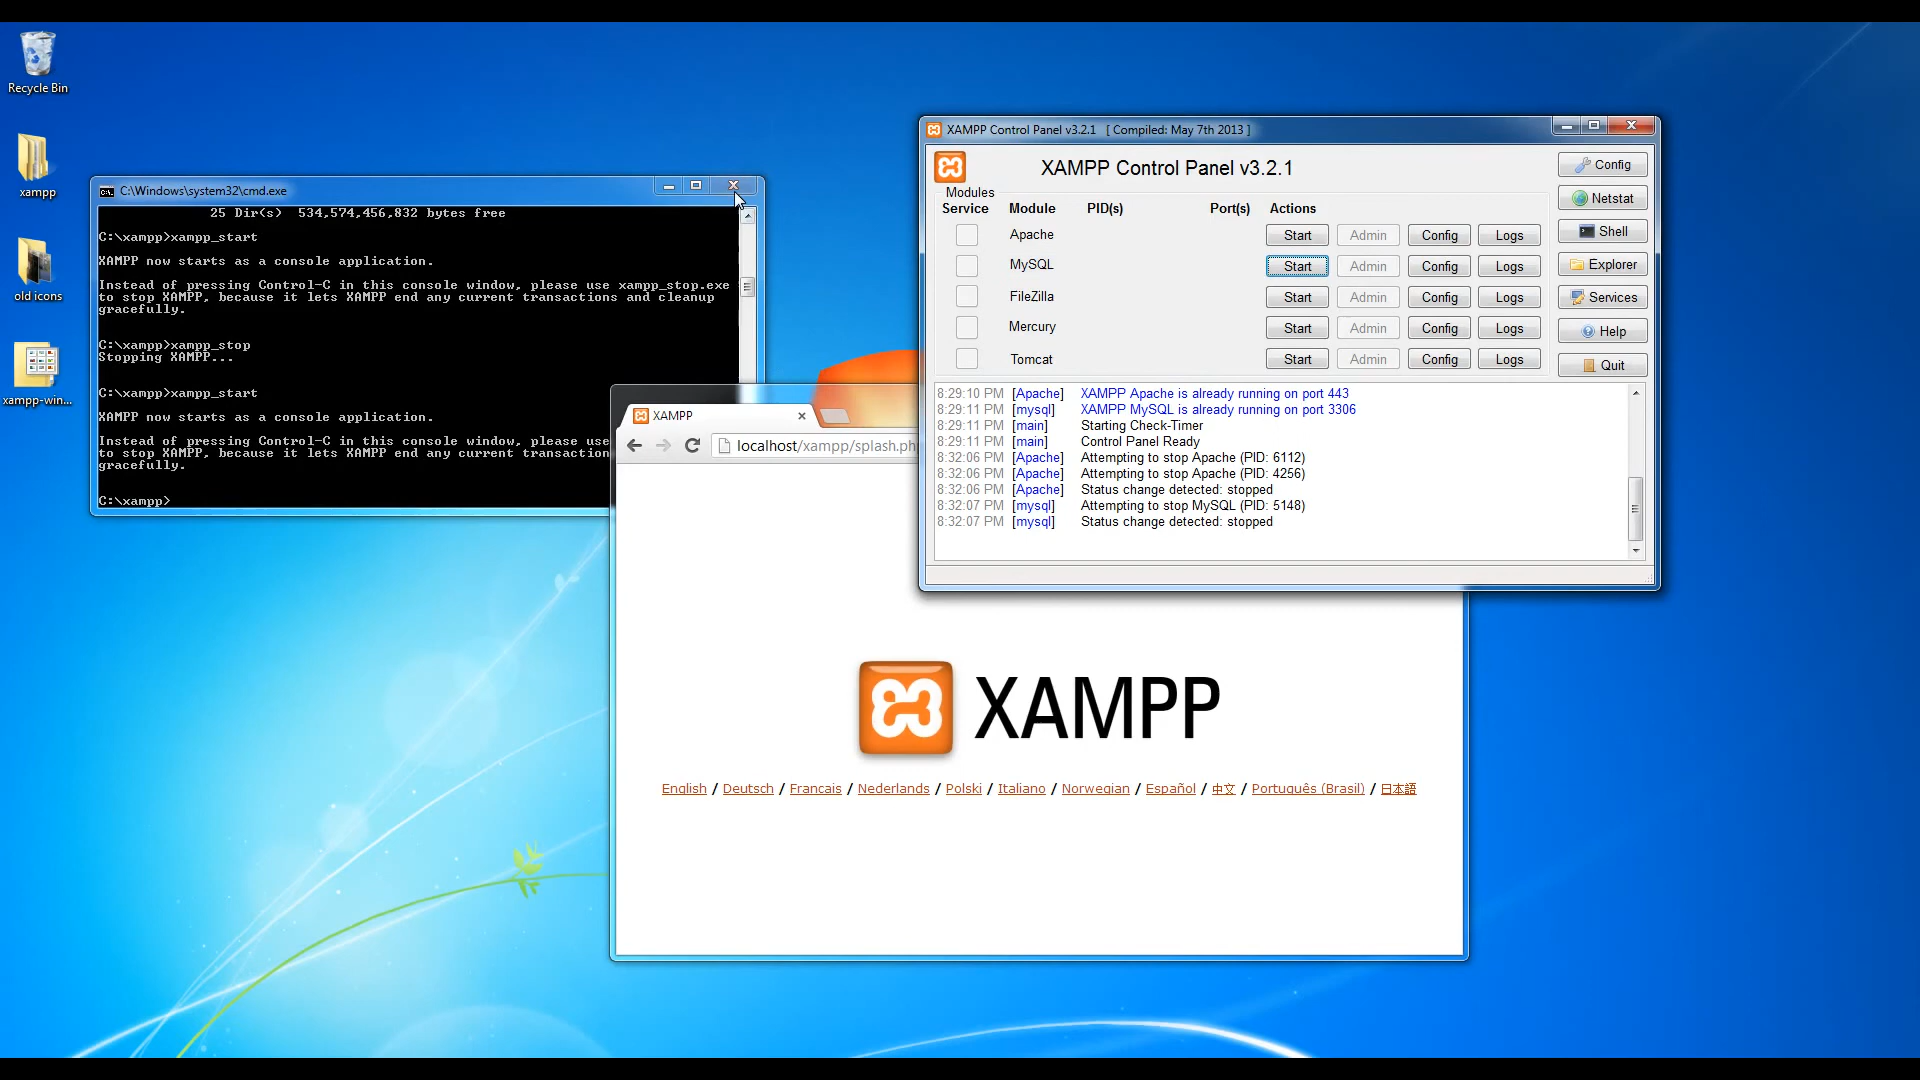 Recycle Bin
xampp
old icons
xampp-win...
C:\Windows\system32\cmd.exe
25 Dir(s)  534,574,456,832 bytes free
C:\xampp>xampp_start
XAMPP now starts as a console application.
Instead of pressing Control-C in this console window, please use xampp_stop.exe
to stop XAMPP, because it lets XAMPP end any current transactions and cleanup
gracefully.
C:\xampp>xampp_stop
Stopping XAMPP...
C:\xampp>xampp_start
XAMPP now starts as a console application.
Instead of pressing Control-C in this console window, please use
to stop XAMPP, because it lets XAMPP end any current transaction
gracefully.
C:\xampp>
XAMPP
localhost/xampp/splash.ph
XAMPP
English / Deutsch / Francais / Nederlands / Polski / Italiano / Norwegian / Español / 中文 / Português (Brasil) / 日本語
XAMPP Control Panel v3.2.1 [ Compiled: May 7th 2013 ]
XAMPP Control Panel v3.2.1
Modules
Service Module PID(s) Port(s) Actions
Apache Start Admin Config Logs
MySQL Start Admin Config Logs
FileZilla Start Admin Config Logs
Mercury Start Admin Config Logs
Tomcat Start Admin Config Logs
Config
Netstat
Shell
Explorer
Services
Help
Quit
8:29:10 PM [Apache] XAMPP Apache is already running on port 443
8:29:11 PM [mysql] XAMPP MySQL is already running on port 3306
8:29:11 PM [main] Starting Check-Timer
8:29:11 PM [main] Control Panel Ready
8:32:06 PM [Apache] Attempting to stop Apache (PID: 6112)
8:32:06 PM [Apache] Attempting to stop Apache (PID: 4256)
8:32:06 PM [Apache] Status change detected: stopped
8:32:07 PM [mysql] Attempting to stop MySQL (PID: 5148)
8:32:07 PM [mysql] Status change detected: stopped